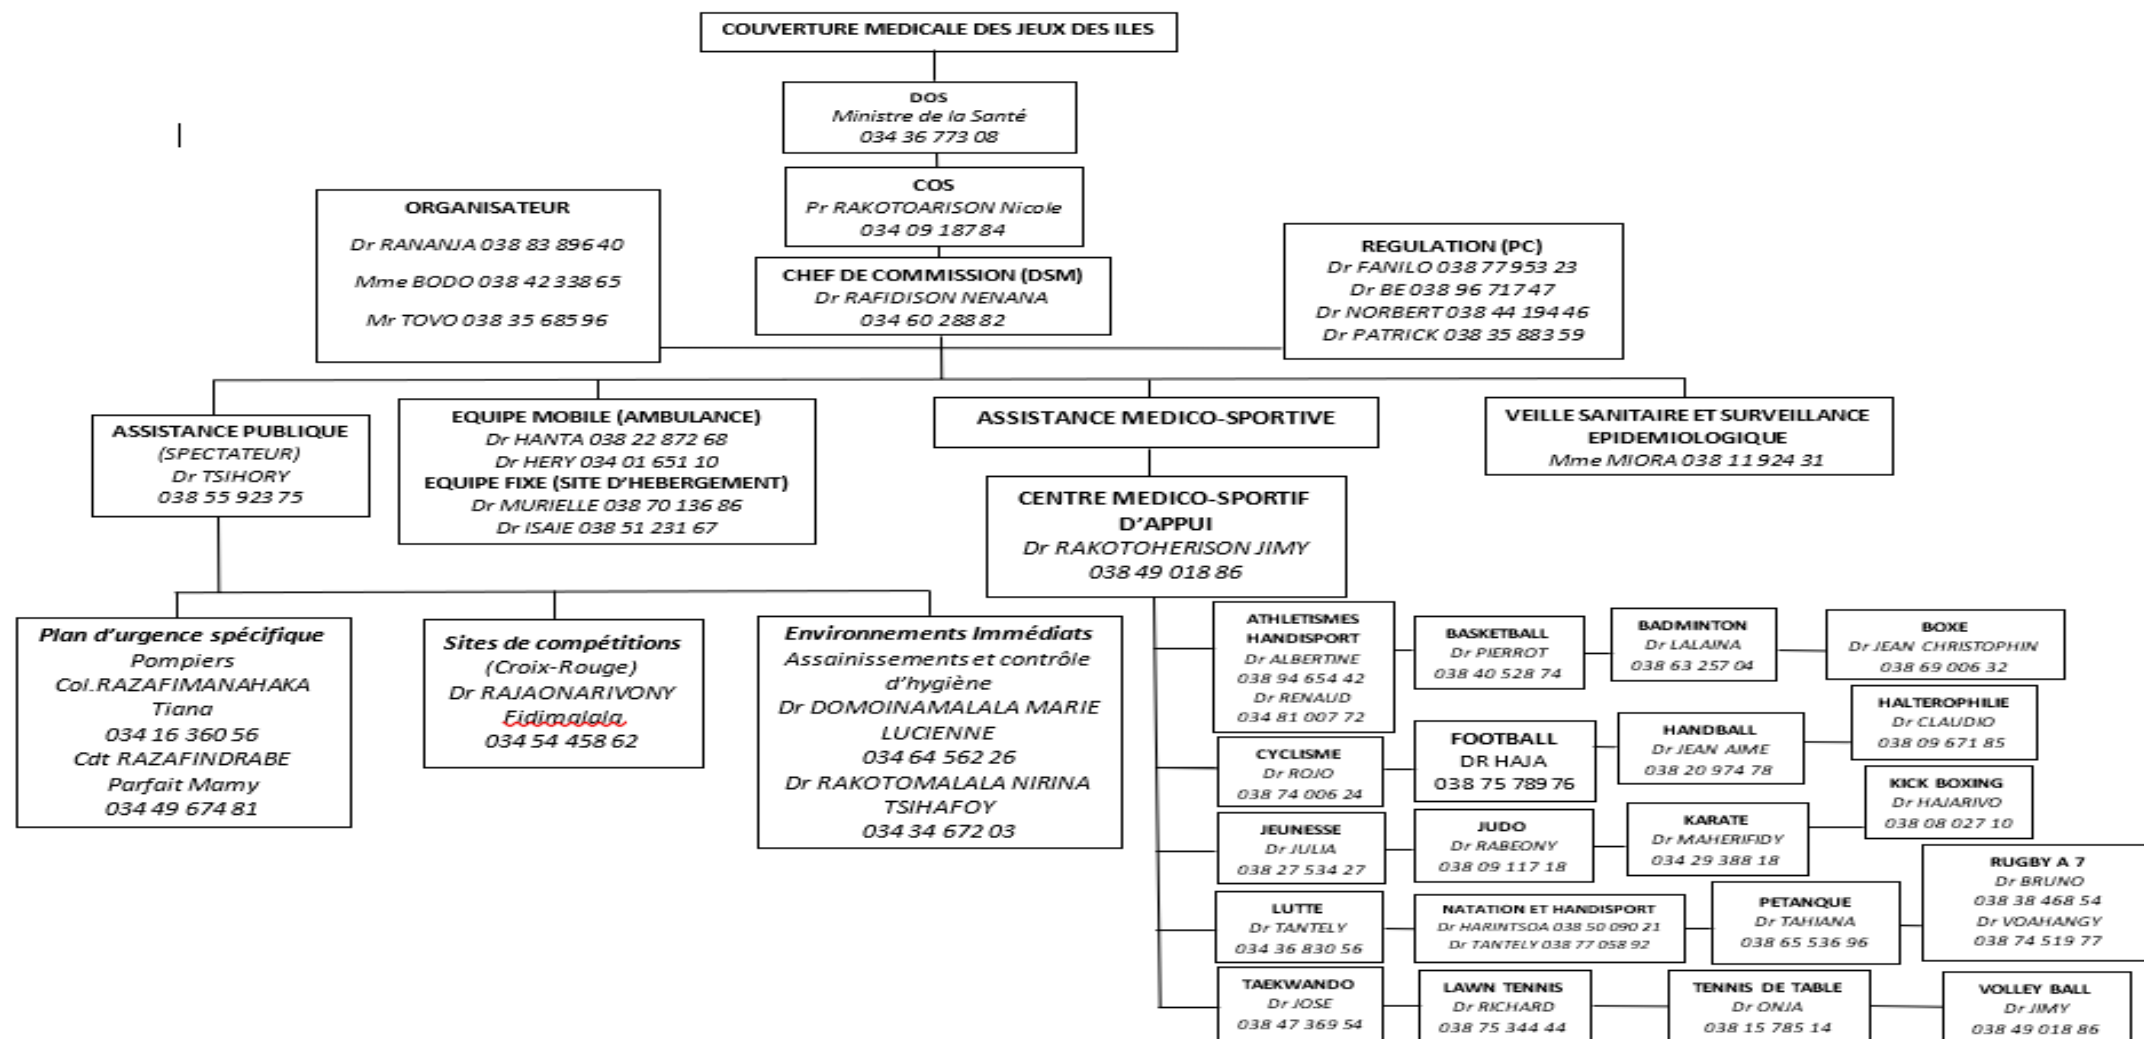 COUVERTURE MEDICALE DES JEUX DES ILES
DOS
Ministre de la Santé
034 36 773 08
COS
Pr RAKOTOARISON Nicole
034 09 187 84
ORGANISATEUR
Dr RANANJA 038 83 896 40
Mme BODO 038 42 338 65
Mr TOVO 038 35 685 96
CHEF DE COMMISSION (DSM)
Dr RAFIDISON NENANA
034 60 288 82
REGULATION (PC)
Dr FANILO 038 77 953 23
Dr BE 038 96 717 47
Dr NORBERT 038 44 194 46
Dr PATRICK 038 35 883 59
ASSISTANCE PUBLIQUE
(SPECTATEUR)
Dr TSIHORY
038 55 923 75
EQUIPE MOBILE (AMBULANCE)
Dr HANTA 038 22 872 68
Dr HERY 034 01 651 10
EQUIPE FIXE (SITE D’HEBERGEMENT)
Dr MURIELLE 038 70 136 86
Dr ISAIE 038 51 231 67
ASSISTANCE MEDICO-SPORTIVE
VEILLE SANITAIRE ET SURVEILLANCE
EPIDEMIOLOGIQUE
Mme MIORA 038 11 924 31
CENTRE MEDICO-SPORTIF
D’APPUI
Dr RAKOTOHERISON JIMY
038 49 018 86
Plan d’urgence spécifique
Pompiers
Col.RAZAFIMANAHAKA
Tiana
034 16 360 56
Cdt RAZAFINDRABE
Parfait Mamy
034 49 674 81
Sites de compétitions
(Croix-Rouge)
Dr RAJAONARIVONY
Fidimalala
034 54 458 62
Environnements Immédiats
Assainissements et contrôle
d’hygiène
Dr DOMOINAMALALA MARIE
LUCIENNE
034 64 562 26
Dr RAKOTOMALALA NIRINA
TSIHAFOY
034 34 672 03
ATHLETISMES
HANDISPORT
Dr ALBERTINE
038 94 654 42
Dr RENAUD
034 81 007 72
BASKETBALL
Dr PIERROT
038 40 528 74
BADMINTON
Dr LALAINA
038 63 257 04
BOXE
Dr JEAN CHRISTOPHIN
038 69 006 32
CYCLISME
Dr ROJO
038 74 006 24
FOOTBALL
DR HAJA
038 75 789 76
HANDBALL
Dr JEAN AIME
038 20 974 78
HALTEROPHILIE
Dr CLAUDIO
038 09 671 85
JEUNESSE
Dr JULIA
038 27 534 27
JUDO
Dr RABEONY
038 09 117 18
KARATE
Dr MAHERIFIDY
034 29 388 18
KICK BOXING
Dr HAJARIVO
038 08 027 10
LUTTE
Dr TANTELY
034 36 830 56
NATATION ET HANDISPORT
Dr HARINTSOA 038 50 090 21
Dr TANTELY 038 77 058 92
PETANQUE
Dr TAHIANA
038 65 536 96
RUGBY A 7
Dr BRUNO
038 38 468 54
Dr VOAHANGY
038 74 519 77
TAEKWANDO
Dr JOSE
038 47 369 54
LAWN TENNIS
Dr RICHARD
038 75 344 44
TENNIS DE TABLE
Dr ONJA
038 15 785 14
VOLLEY BALL
Dr JIMY
038 49 018 86